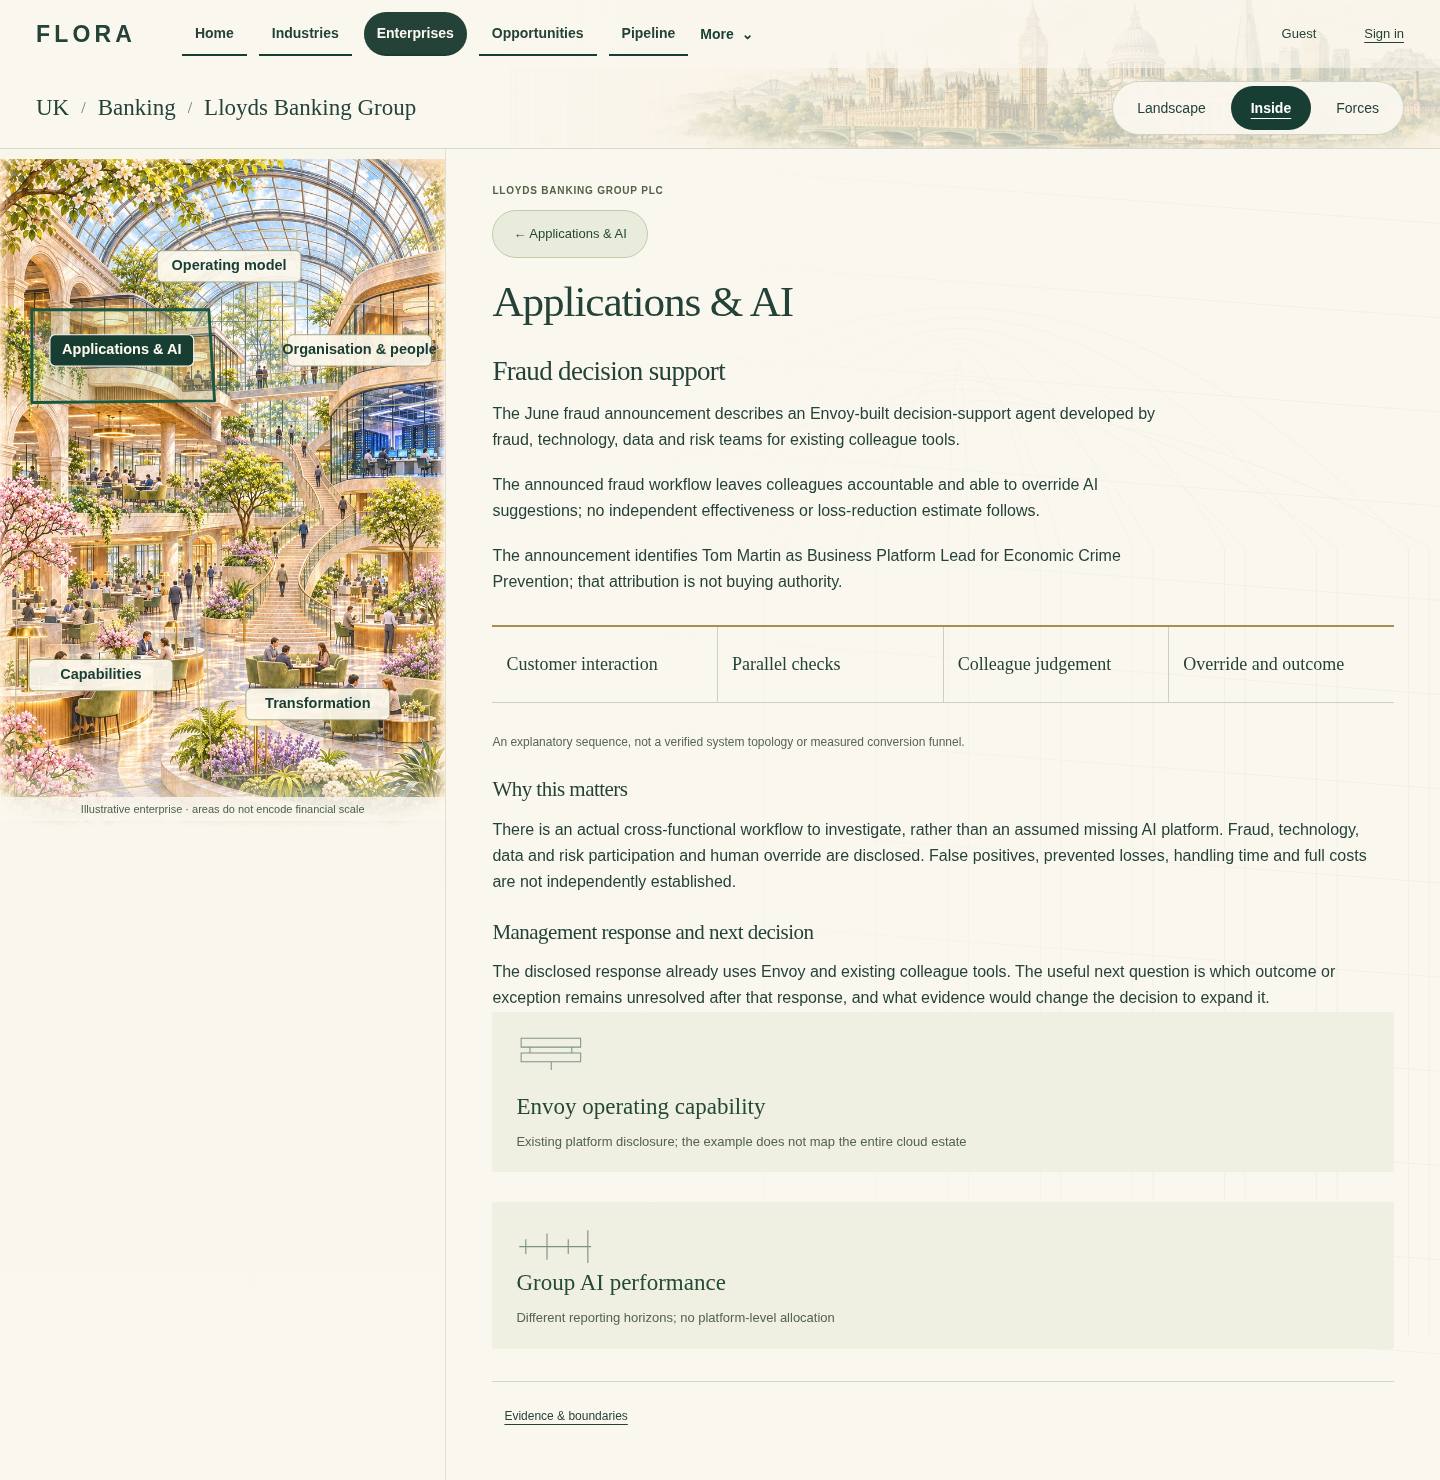 FLORA
Home
Industries
Enterprises
Opportunities
Pipeline
More ⌄
Guest
Sign in
UK / Banking / Lloyds Banking Group
Landscape
Inside
Forces
Operating model
Applications & AI
Organisation & people
Capabilities
Transformation
Illustrative enterprise · areas do not encode financial scale
LLOYDS BANKING GROUP PLC
← Applications & AI
Applications & AI
Fraud decision support
The June fraud announcement describes an Envoy-built decision-support agent developed by
fraud, technology, data and risk teams for existing colleague tools.
The announced fraud workflow leaves colleagues accountable and able to override AI
suggestions; no independent effectiveness or loss-reduction estimate follows.
The announcement identifies Tom Martin as Business Platform Lead for Economic Crime
Prevention; that attribution is not buying authority.
Customer interaction
Parallel checks
Colleague judgement
Override and outcome
An explanatory sequence, not a verified system topology or measured conversion funnel.
Why this matters
There is an actual cross-functional workflow to investigate, rather than an assumed missing AI platform. Fraud, technology,
data and risk participation and human override are disclosed. False positives, prevented losses, handling time and full costs
are not independently established.
Management response and next decision
The disclosed response already uses Envoy and existing colleague tools. The useful next question is which outcome or
exception remains unresolved after that response, and what evidence would change the decision to expand it.
Envoy operating capability
Existing platform disclosure; the example does not map the entire cloud estate
Group AI performance
Different reporting horizons; no platform-level allocation
Evidence & boundaries